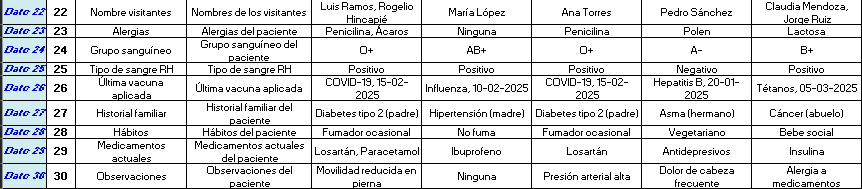 Dato 22 22 Nombre visitantes Nombres de los visitantes Luis Ramos, Rogelio Hincapié María López Ana Torres Pedro Sánchez Claudia Mendoza, Jorge Ruiz
Dato 23 23 Alergias Alergias del paciente Penicilina, Ácaros Ninguna Penicilina Polen Lactosa
Dato 24 24 Grupo sanguíneo Grupo sanguíneo del paciente O+ AB+ O+ A- B+
Dato 25 25 Tipo de sangre RH Tipo de sangre RH Positivo Positivo Positivo Negativo Positivo
Dato 26 26 Última vacuna aplicada Última vacuna aplicada COVID-19, 15-02-2025 Influenza, 10-02-2025 COVID-19, 15-02-2025 Hepatitis B, 20-01-2025 Tétanos, 05-03-2025
Dato 27 27 Historial familiar Historial familiar del paciente Diabetes tipo 2 (padre) Hipertensión (madre) Diabetes tipo 2 (padre) Asma (hermano) Cáncer (abuelo)
Dato 28 28 Hábitos Hábitos del paciente Fumador ocasional No fuma Fumador ocasional Vegetariano Bebe social
Dato 29 29 Medicamentos actuales Medicamentos actuales del paciente Losartán, Paracetamol Ibuprofeno Losartán Antidepresivos Insulina
Dato 30 30 Observaciones Observaciones del paciente Movilidad reducida en pierna Ninguna Presión arterial alta Dolor de cabeza frecuente Alergia a medicamentos